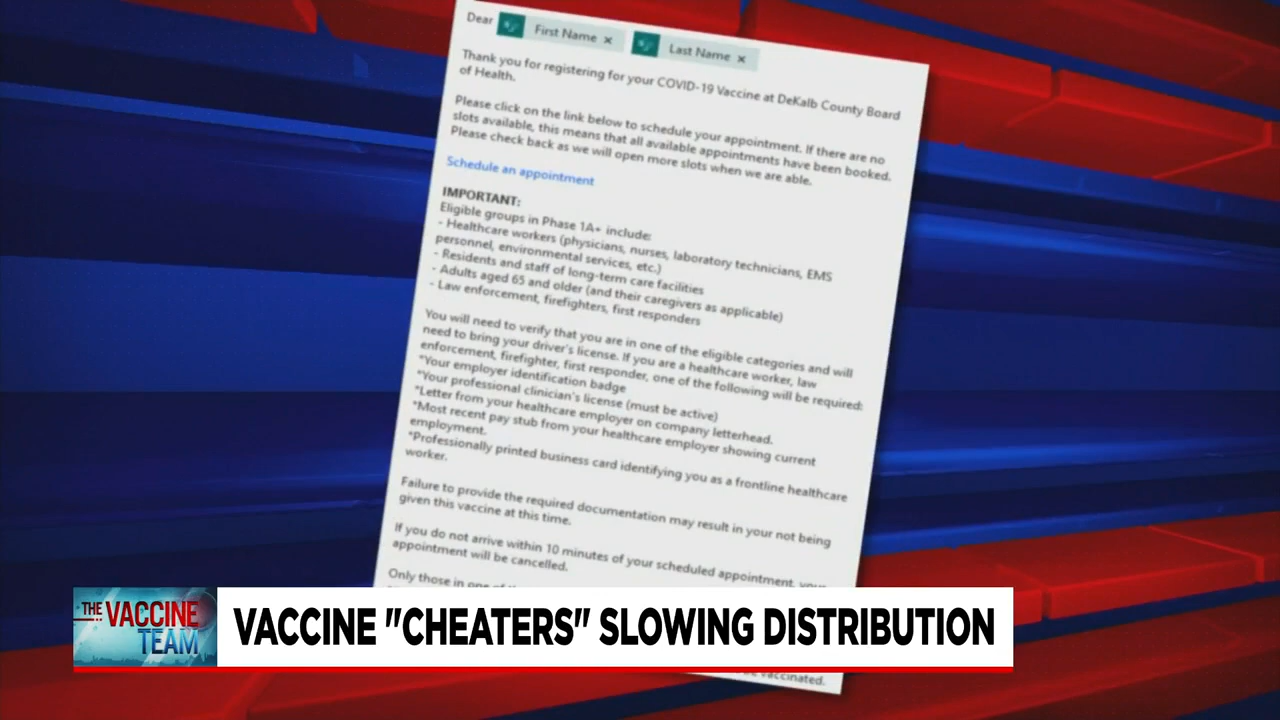 Dear First Name × Last Name ×
Thank you for registering for your COVID-19 Vaccine at DeKalb County Board
of Health.
Please click on the link below to schedule your appointment. If there are no
slots available, this means that all available appointments have been booked.
Please check back as we will open more slots when we are able.
Schedule an appointment
IMPORTANT:
Eligible groups in Phase 1A+ include:
- Healthcare workers (physicians, nurses, laboratory technicians, EMS
personnel, environmental services, etc.)
- Residents and staff of long-term care facilities
- Adults aged 65 and older (and their caregivers as applicable)
- Law enforcement, firefighters, first responders
You will need to verify that you are in one of the eligible categories and will
need to bring your driver's license. If you are a healthcare worker, law
enforcement, firefighter, first responder, one of the following will be required:
*Your employer identification badge
*Your professional clinician's license (must be active)
*Letter from your healthcare employer on company letterhead.
*Most recent pay stub from your healthcare employer showing current
employment.
*Professionally printed business card identifying you as a frontline healthcare
worker.
Failure to provide the required documentation may result in your not being
given this vaccine at this time.
If you do not arrive within 10 minutes of your scheduled appointment, your
appointment will be cancelled.
Only those in one of
THE VACCINE TEAM
VACCINE "CHEATERS" SLOWING DISTRIBUTION
vaccinated.